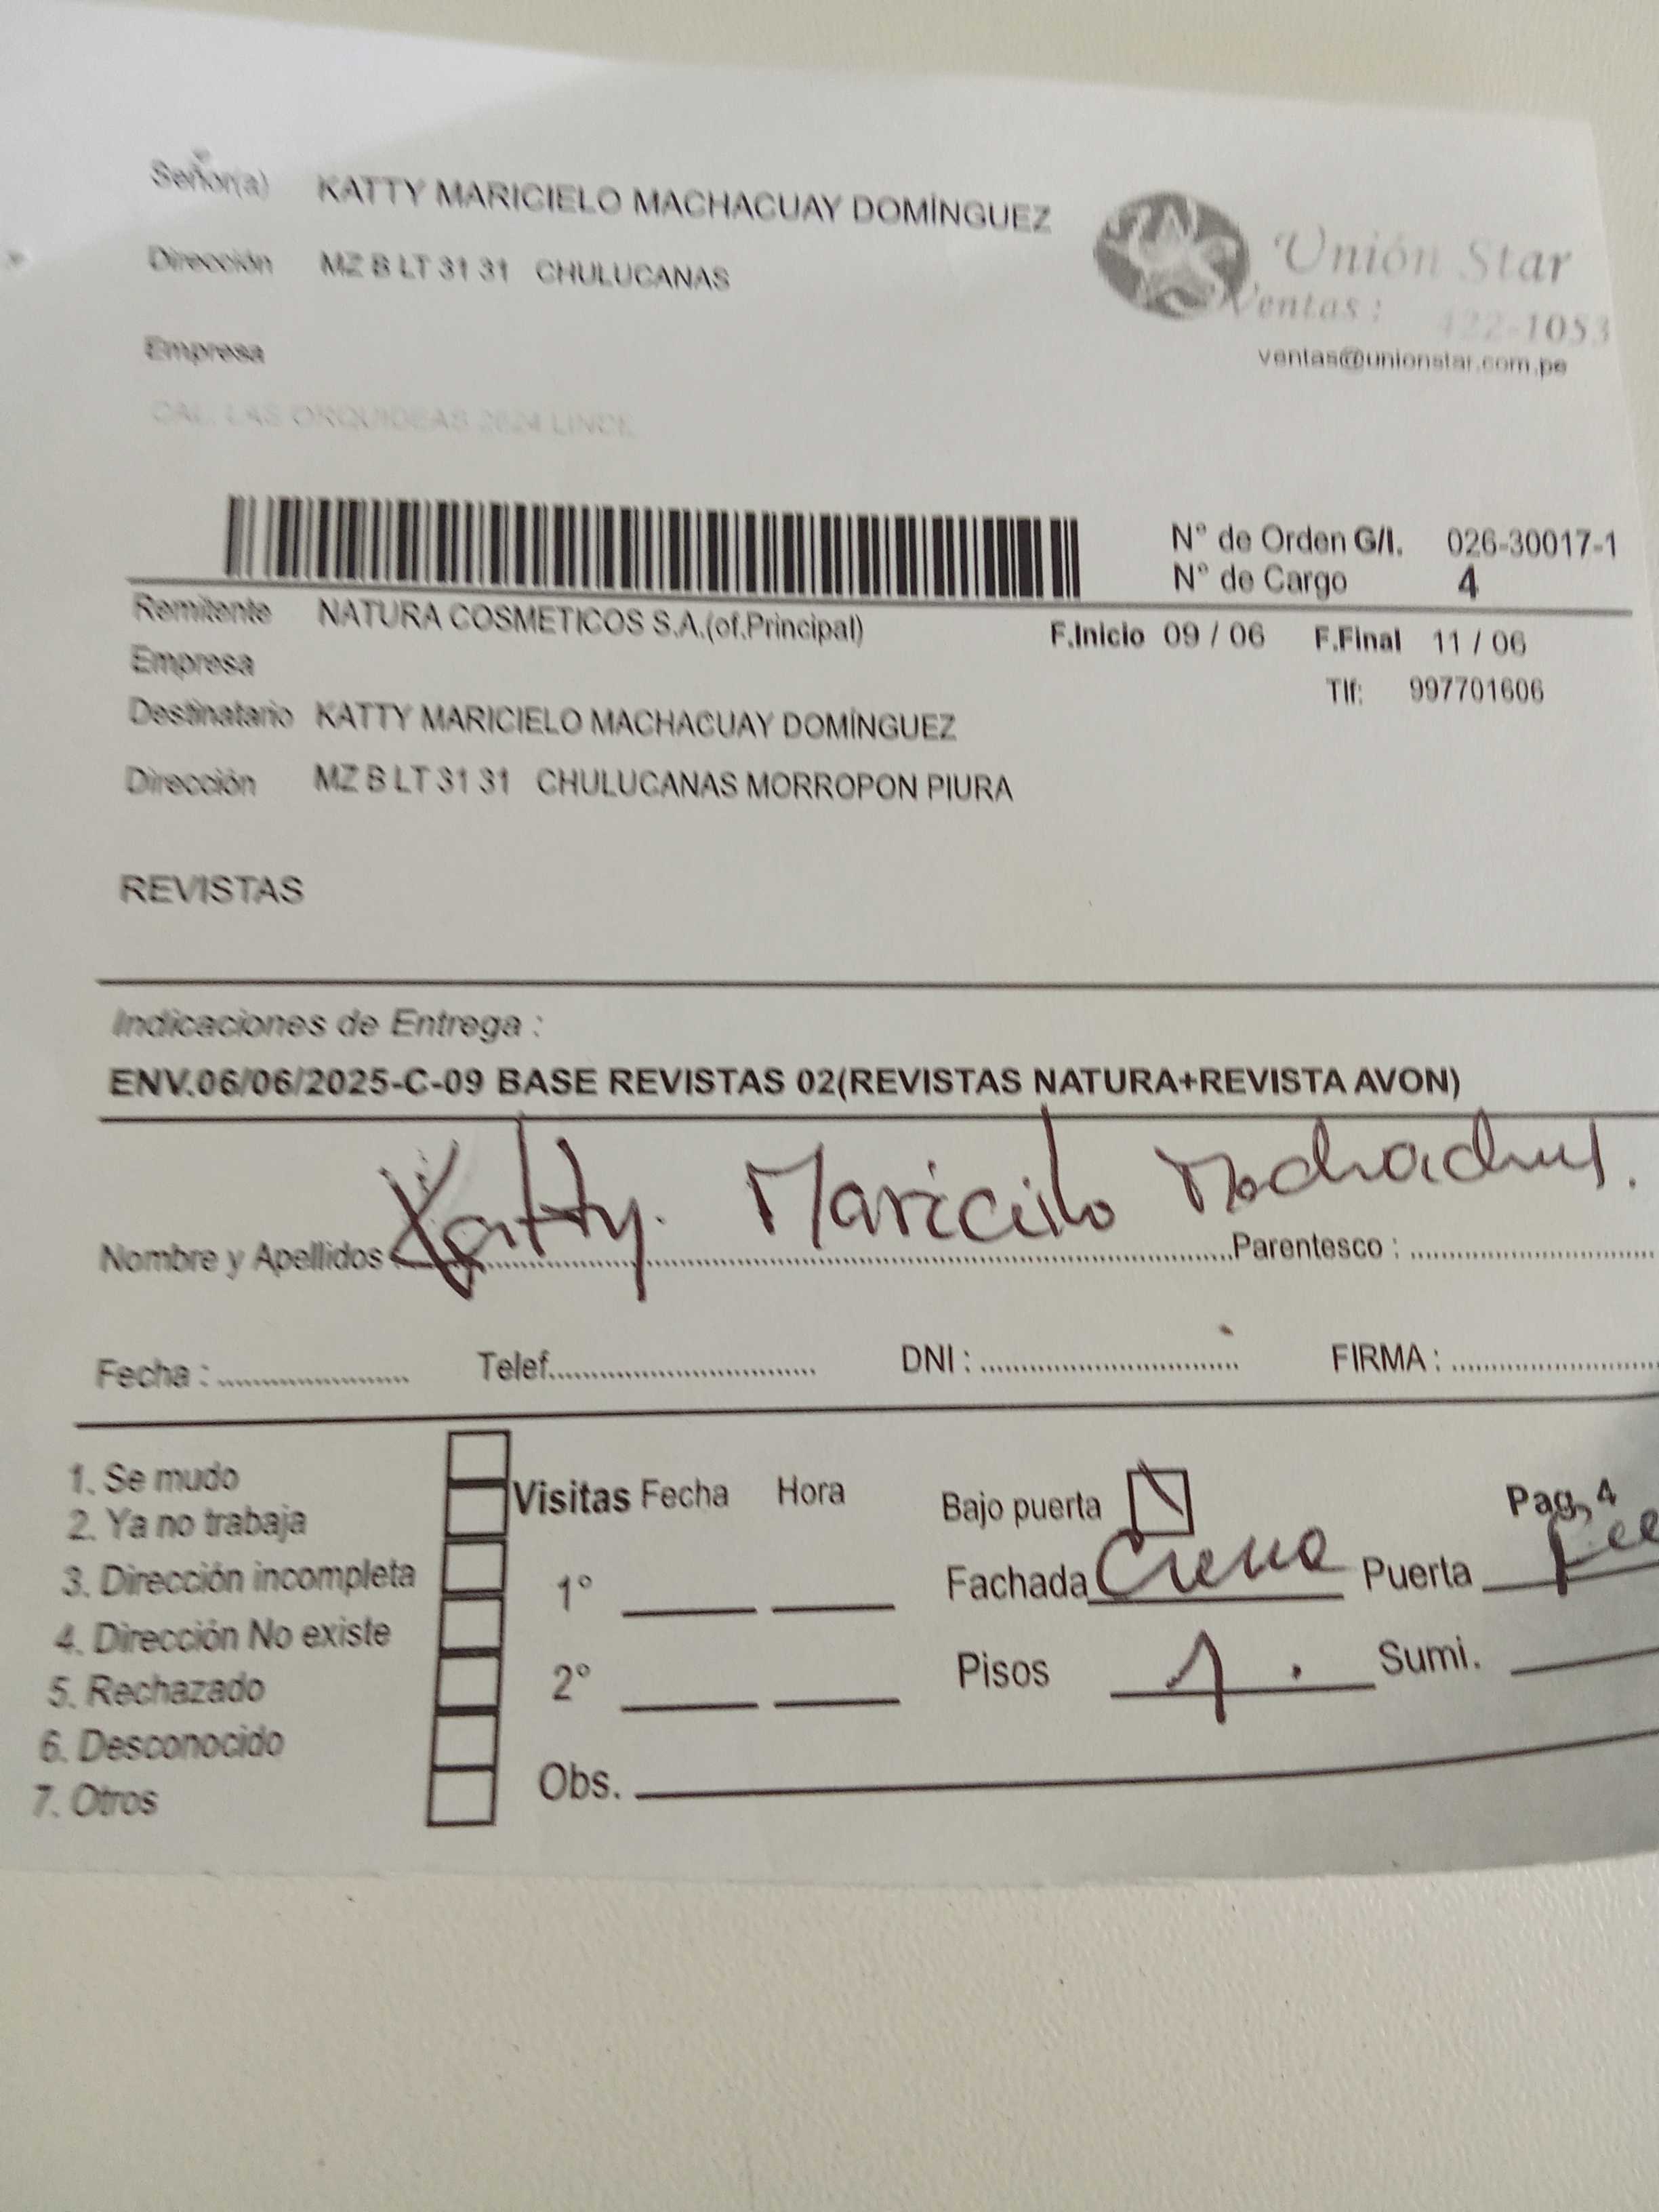 Señor(a) KATTY MARICIELO MACHACUAY DOMÍNGUEZ
Dirección MZ B LT 31 31 CHULUCANAS
Unión Star
Ventas : 422-1053
ventas@unionstar.com.pe
Empresa
CAL. LAS ORQUIDEAS 2624 LINCE
N° de Orden G/I. 026-30017-1
N° de Cargo 4
Remitente NATURA COSMETICOS S.A.(of.Principal) F.Inicio 09 / 06 F.Final 11 / 06
Empresa
Tlf: 997701606
Destinatario KATTY MARICIELO MACHACUAY DOMÍNGUEZ
Dirección MZ B LT 31 31 CHULUCANAS MORROPON PIURA
REVISTAS
Indicaciones de Entrega :
ENV.06/06/2025-C-09 BASE REVISTAS 02(REVISTAS NATURA+REVISTA AVON)
Katty. Maricielo
Nombre y Apellidos Parentesco :
Fecha : Telef. DNI : FIRMA :
1. Se mudo
2. Ya no trabaja
3. Dirección incompleta
4. Dirección No existe
5. Rechazado
6. Desconocido
7. Otros
Visitas Fecha Hora
1°
2°
Obs.
Bajo puerta Pag, 4
Fachada Crema Puerta
Pisos 1. Sumi.